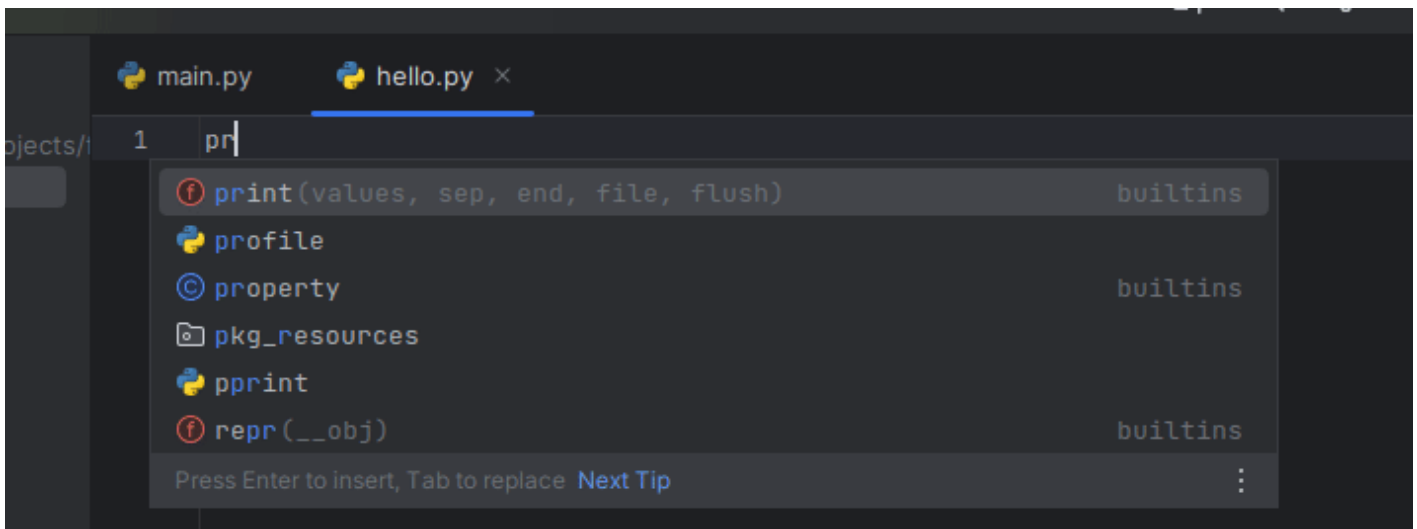 main.py hello.py
ojects/
1 pr
print(values, sep, end, file, flush) builtins
profile
property builtins
pkg_resources
pprint
repr(__obj) builtins
Press Enter to insert, Tab to replace Next Tip